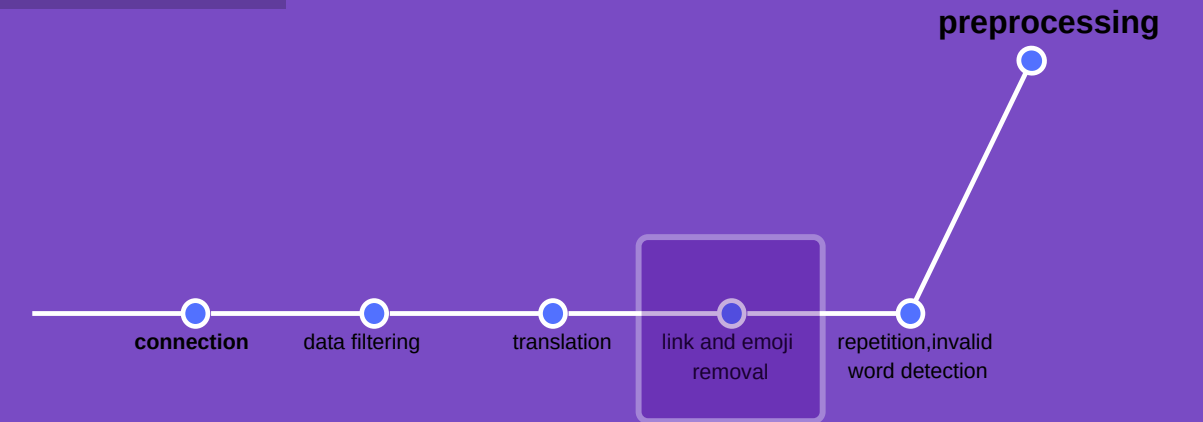 preprocessing
connection
data filtering
translation
link and emoji
removal
repetition,invalid
word detection